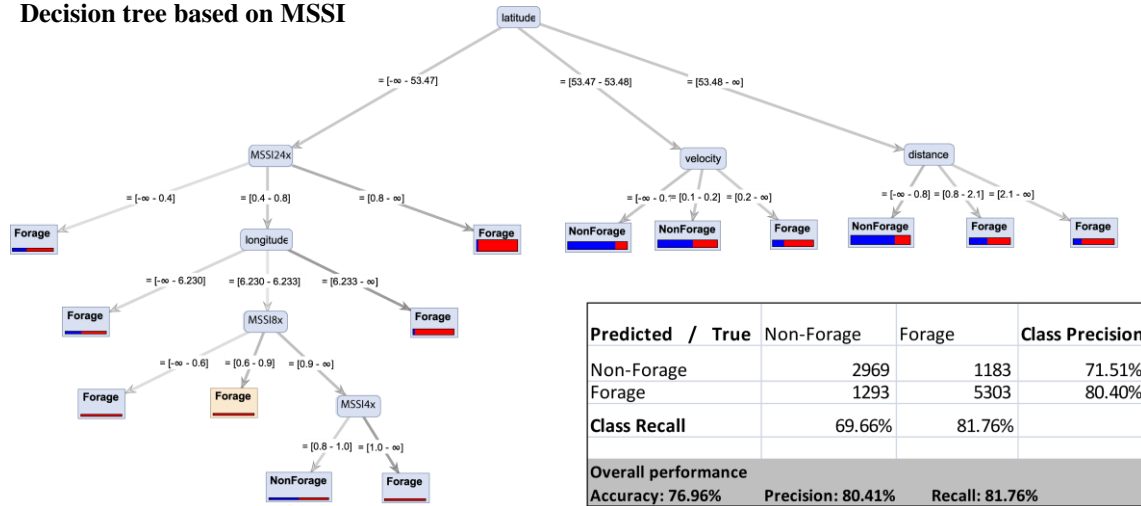 Decision tree based on MSSI
latitude
= [-∞ - 53.47]
= [53.47 - 53.48]
= [53.48 - ∞]
MSSI24x
velocity
distance
= [-∞ - 0.4]
= [0.4 - 0.8]
= [0.8 - ∞]
= [-∞ - 0.
= [0.1 - 0.2]
= [0.2 - ∞]
= [-∞ - 0.8]
= [0.8 - 2.1]
= [2.1 - ∞]
Forage
longitude
Forage
NonForage
NonForage
Forage
NonForage
Forage
Forage
= [-∞ - 6.230]
= [6.230 - 6.233]
= [6.233 - ∞]
Forage
MSSI8x
Forage
= [-∞ - 0.6]
= [0.6 - 0.9]
= [0.9 - ∞]
Forage
Forage
MSSI4x
= [0.8 - 1.0]
= [1.0 - ∞]
NonForage
Forage
Predicted / True Non-Forage Forage Class Precision
Non-Forage 2969 1183 71.51%
Forage 1293 5303 80.40%
Class Recall 69.66% 81.76%
Overall performance
Accuracy: 76.96% Precision: 80.41% Recall: 81.76%